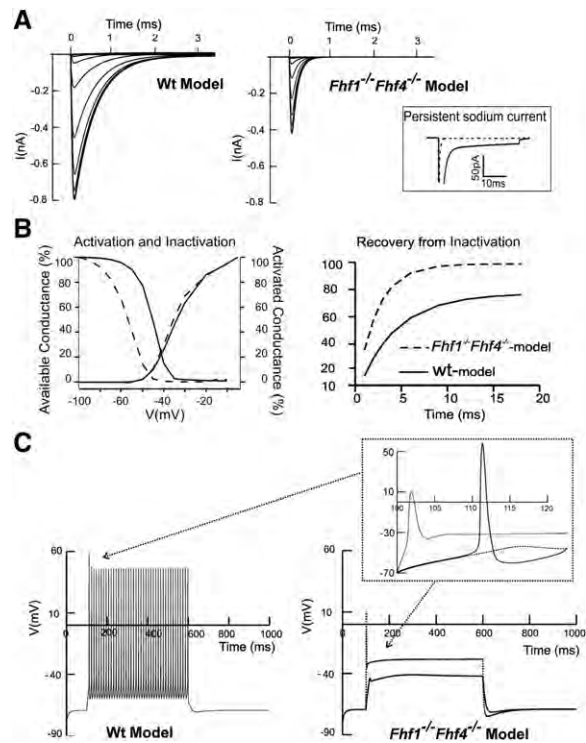 A
Time (ms)
0 1 2 3
0
-0.2
-0.4
-0.6
-0.8
I(nA)
Wt Model
Time (ms)
0 1 2 3
0
-0.2
-0.4
-0.6
-0.8
I(nA)
Fhf1-/-Fhf4-/- Model
Persistent sodium current
50pA
10ms
B
Activation and Inactivation
Available Conductance (%)
100
80
60
40
20
0
100
80
60
40
20
0
Activated Conductance (%)
-100 -80 -60 -40 -20
V(mV)
Recovery from Inactivation
100
80
60
40
20
10
Fhf1-/-Fhf4-/--model
wt-model
0 5 10 15 20
Time (ms)
C
50
10
-30
-70
100 105 110 115 120
60
10
-40
-90
V(mV)
200 400 600 800 1000
Time (ms)
Wt Model
60
10
-40
-90
V(mV)
200 400 600 800 1000
Time (ms)
Fhf1-/-Fhf4-/- Model